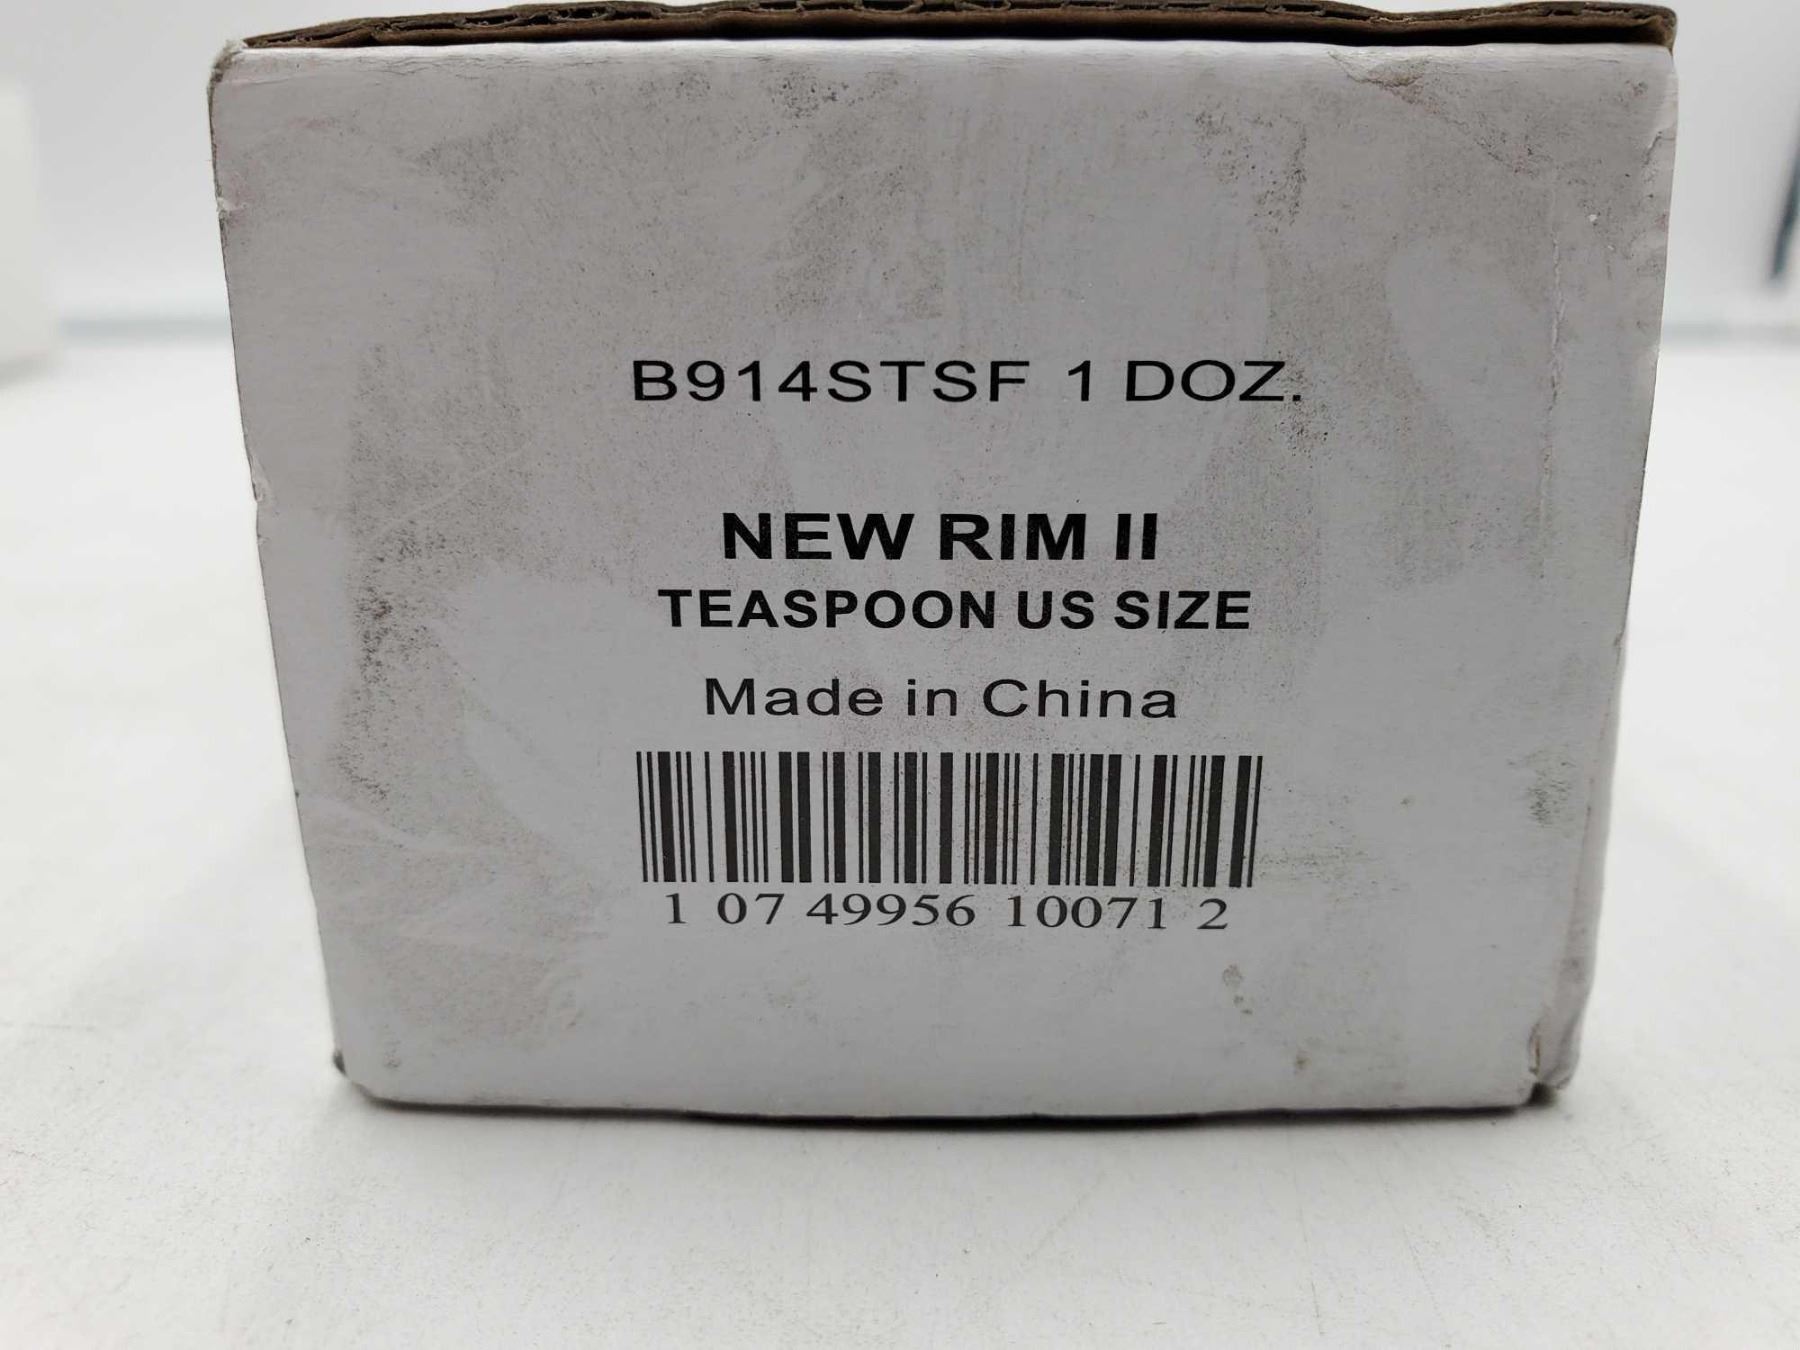 B914STSF 1 DOZ.
NEW RIM II
TEASPOON US SIZE
Made in China
1 07 49956 10071 2